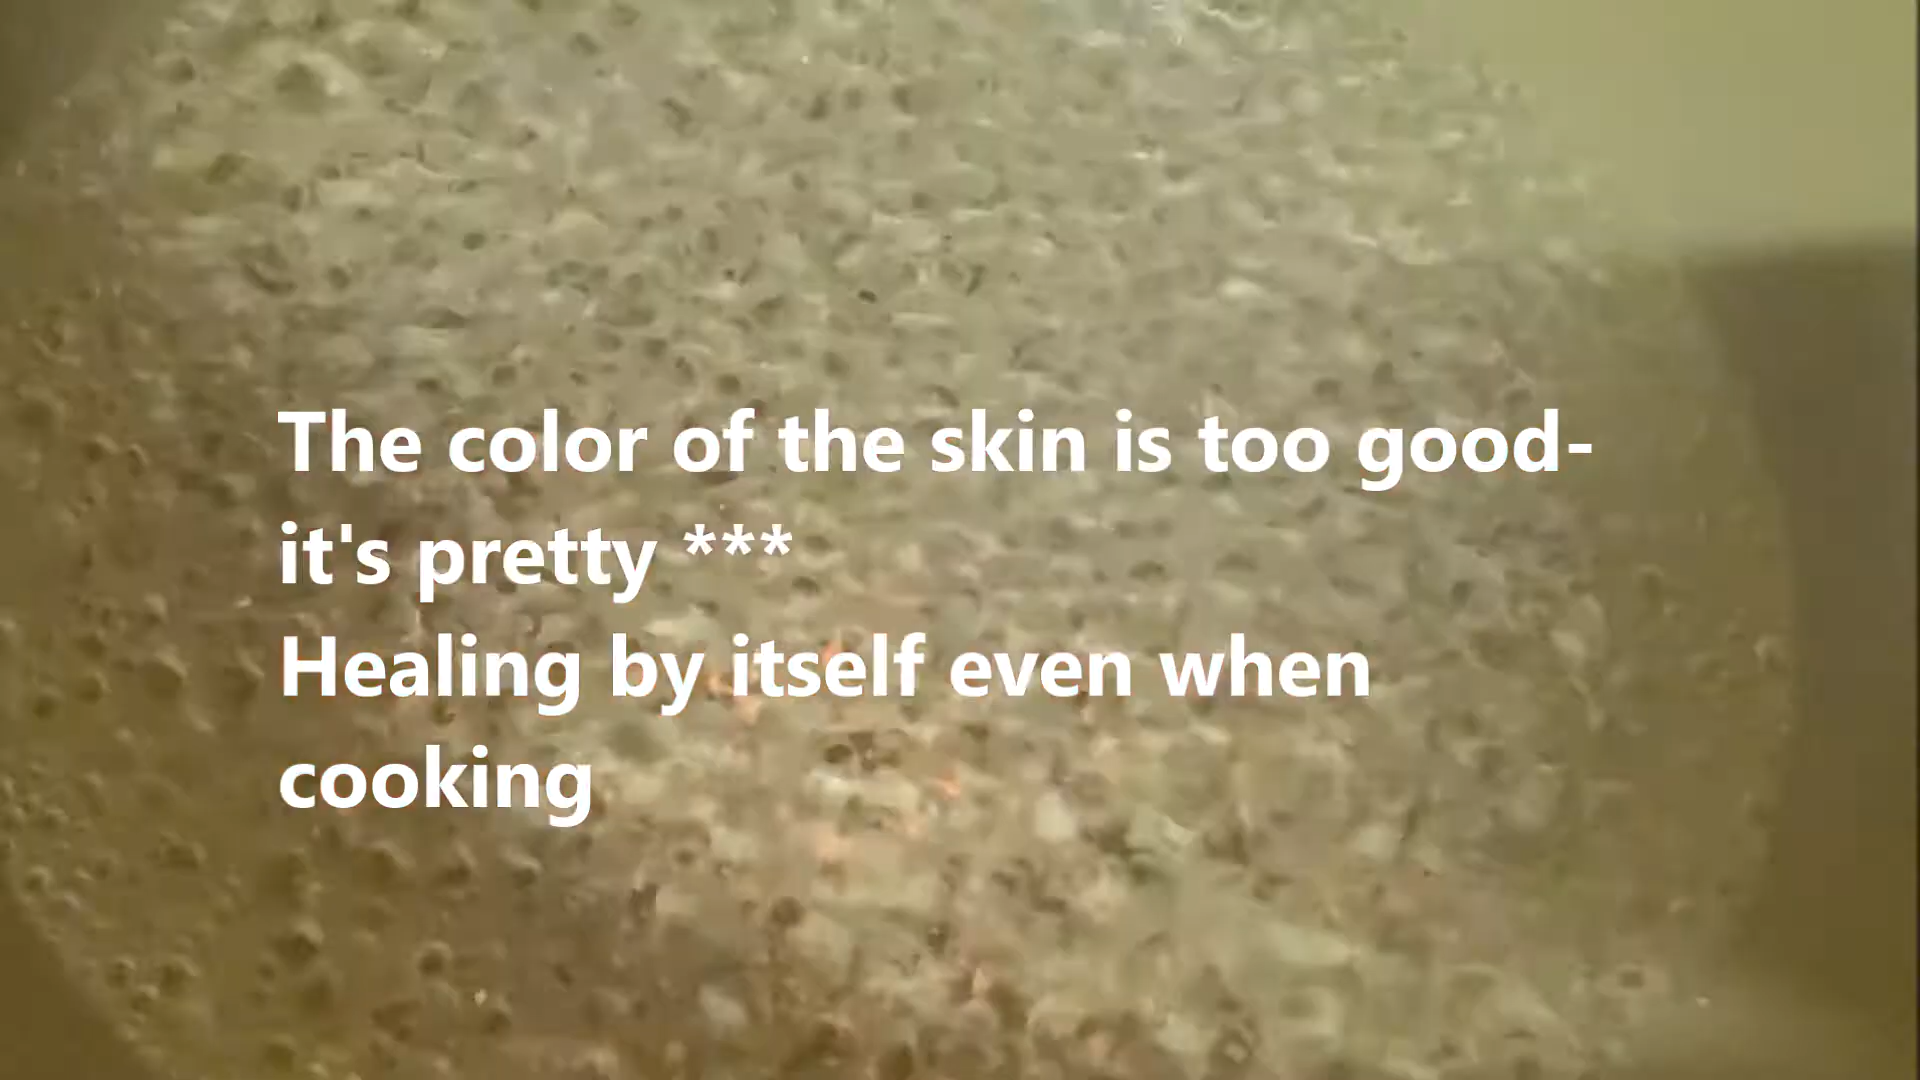 The color of the skin is too good-
it's pretty ***
Healing by itself even when
cooking